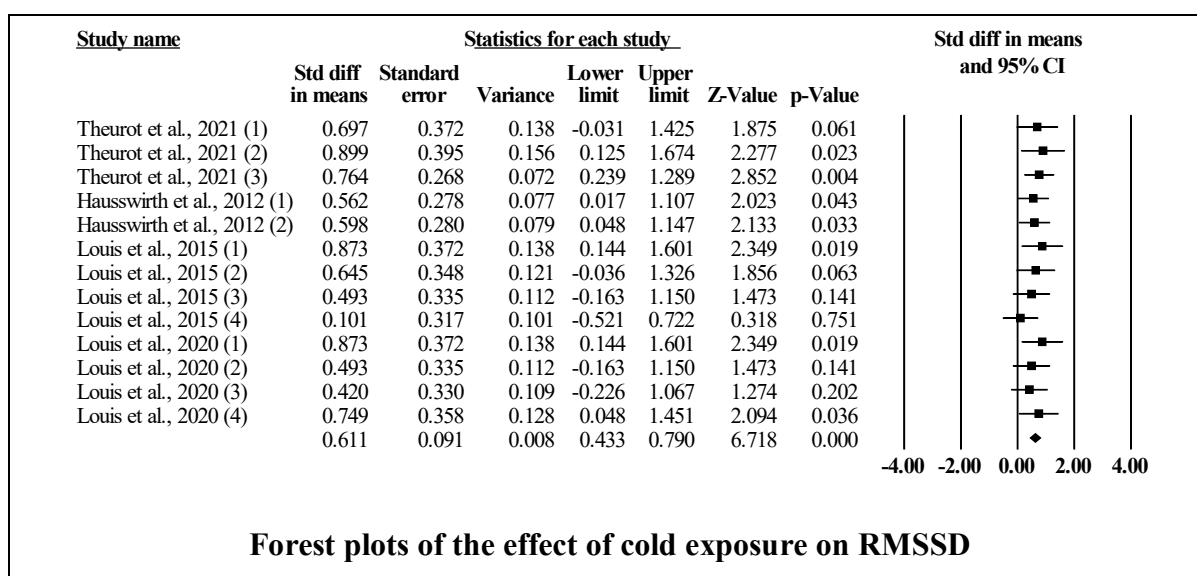 Study name Statistics for each study Std diff in means
and 95% CI
Std diff Standard Lower Upper
in means error Variance limit limit Z-Value p-Value
Theurot et al., 2021 (1) 0.697 0.372 0.138 -0.031 1.425 1.875 0.061
Theurot et al., 2021 (2) 0.899 0.395 0.156 0.125 1.674 2.277 0.023
Theurot et al., 2021 (3) 0.764 0.268 0.072 0.239 1.289 2.852 0.004
Hausswirth et al., 2012 (1) 0.562 0.278 0.077 0.017 1.107 2.023 0.043
Hausswirth et al., 2012 (2) 0.598 0.280 0.079 0.048 1.147 2.133 0.033
Louis et al., 2015 (1) 0.873 0.372 0.138 0.144 1.601 2.349 0.019
Louis et al., 2015 (2) 0.645 0.348 0.121 -0.036 1.326 1.856 0.063
Louis et al., 2015 (3) 0.493 0.335 0.112 -0.163 1.150 1.473 0.141
Louis et al., 2015 (4) 0.101 0.317 0.101 -0.521 0.722 0.318 0.751
Louis et al., 2020 (1) 0.873 0.372 0.138 0.144 1.601 2.349 0.019
Louis et al., 2020 (2) 0.493 0.335 0.112 -0.163 1.150 1.473 0.141
Louis et al., 2020 (3) 0.420 0.330 0.109 -0.226 1.067 1.274 0.202
Louis et al., 2020 (4) 0.749 0.358 0.128 0.048 1.451 2.094 0.036
0.611 0.091 0.008 0.433 0.790 6.718 0.000
-4.00 -2.00 0.00 2.00 4.00
Forest plots of the effect of cold exposure on RMSSD